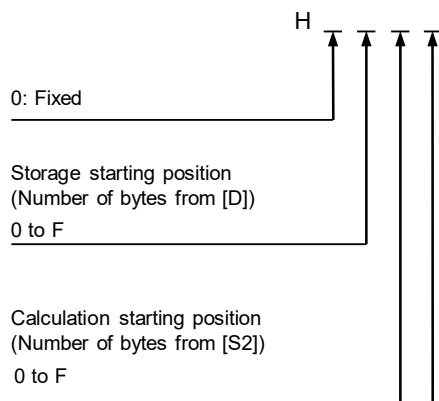 H
0: Fixed
Storage starting position
(Number of bytes from [D])
0 to F
Calculation starting position
(Number of bytes from [S2])
0 to F